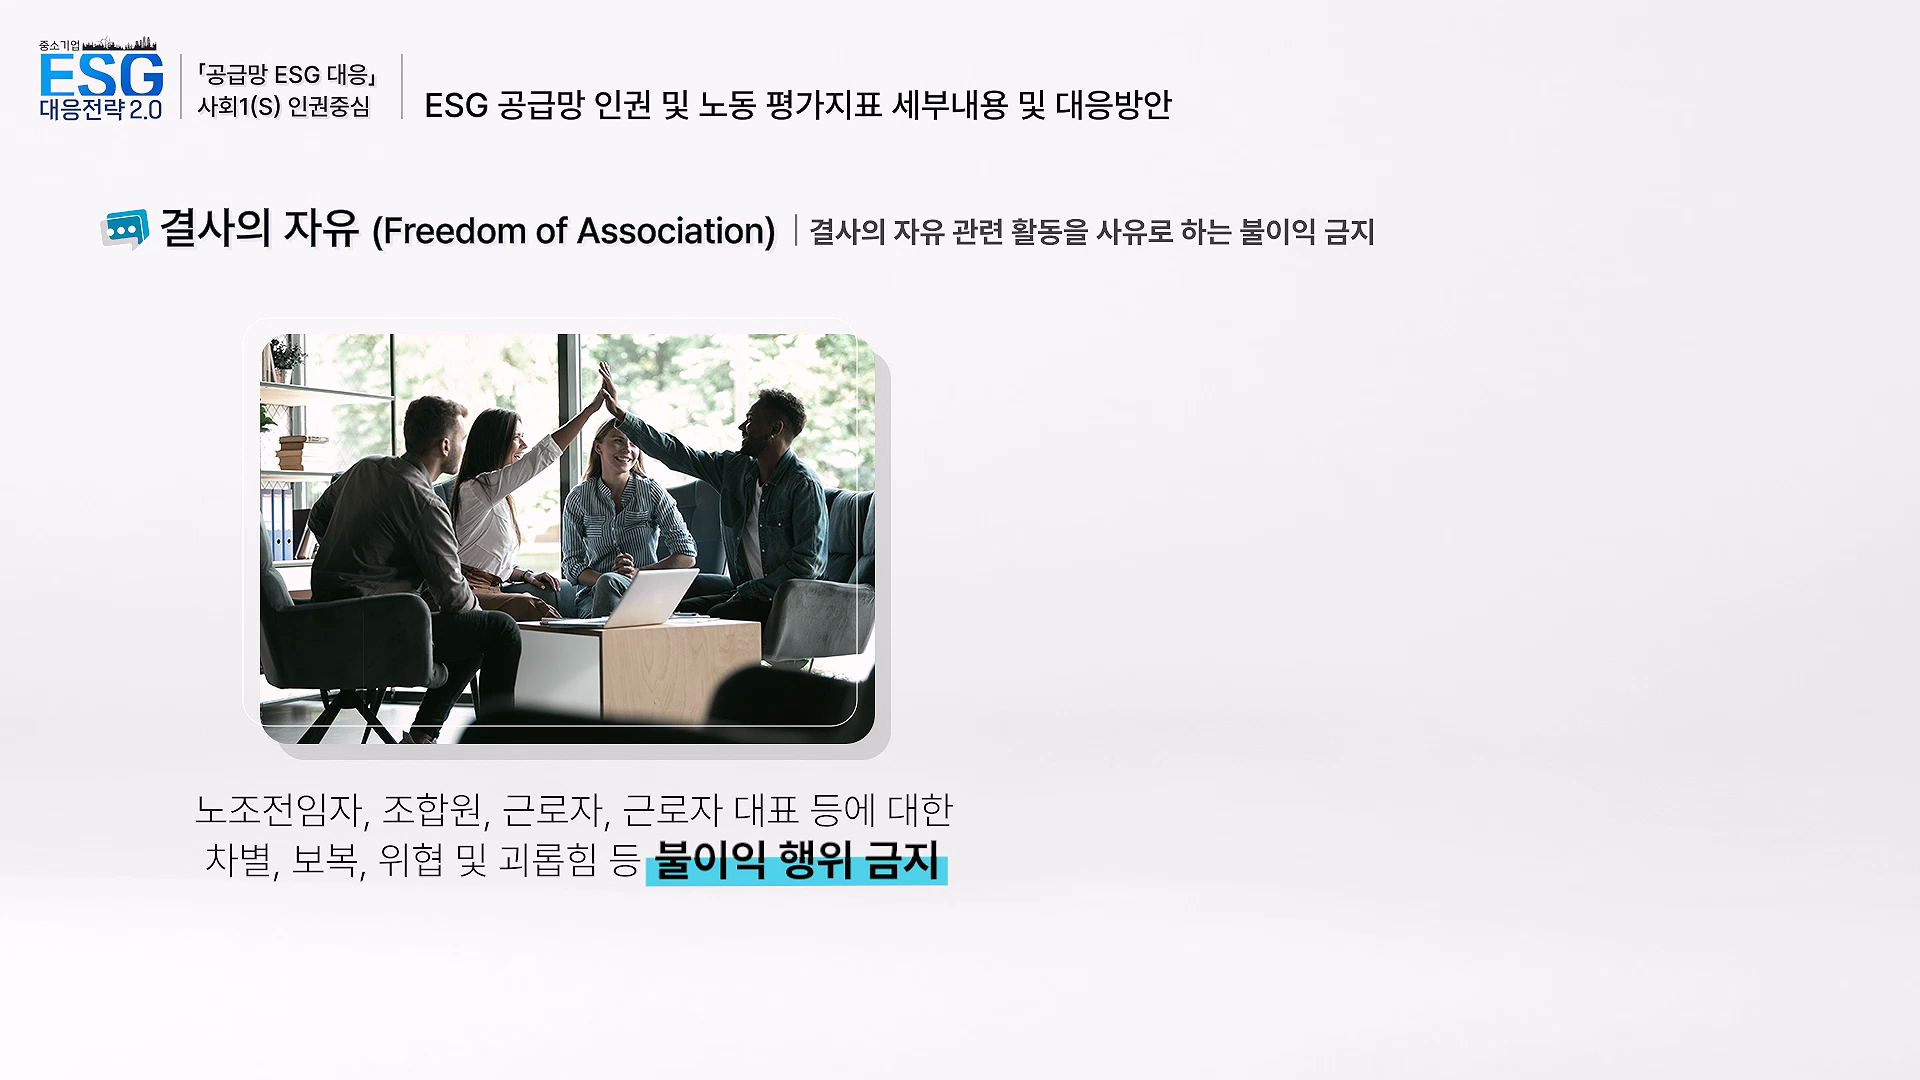 중소기업
ESG
대응전략 2.0
「공급망 ESG 대응」
사회1(S) 인권중심
ESG 공급망 인권 및 노동 평가지표 세부내용 및 대응방안
결사의 자유 (Freedom of Association)
결사의 자유 관련 활동을 사유로 하는 불이익 금지
노조전임자, 조합원, 근로자, 근로자 대표 등에 대한
차별, 보복, 위협 및 괴롭힘 등 불이익 행위 금지